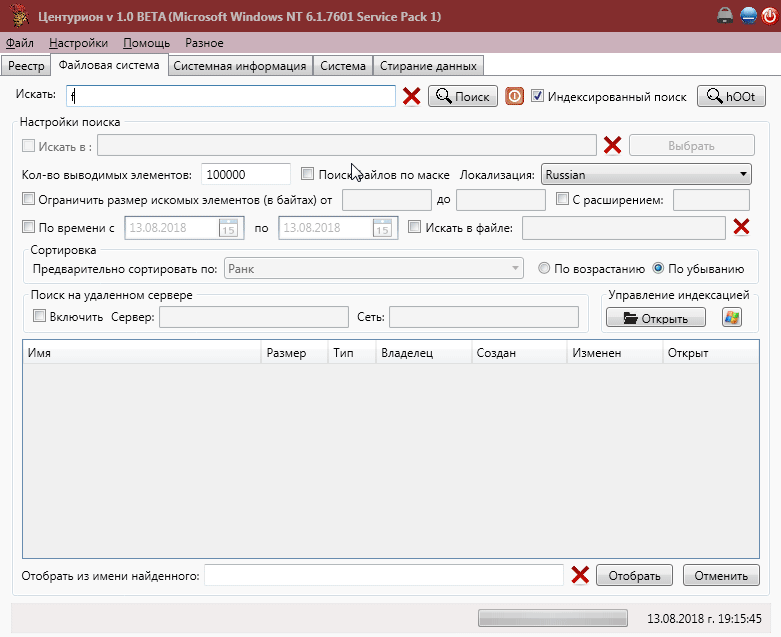 Центурион v 1.0 BETA (Microsoft Windows NT 6.1.7601 Service Pack 1)
Файл Настройки Помощь Разное
Реестр Файловая система Системная информация Система Стирание данных
Искать: f Поиск Индексированный поиск hOOt
Настройки поиска
Искать в : Выбрать
Кол-во выводимых элементов: 100000 Поиск файлов по маске Локализация: Russian
Ограничить размер искомых элементов (в байтах) от до С расширением:
По времени с 13.08.2018 15 по 13.08.2018 15 Искать в файле:
Сортировка
Предварительно сортировать по: Ранк По возрастанию По убыванию
Поиск на удаленном сервере Управление индексацией
Включить Сервер: Сеть: Открыть
Имя Размер Тип Владелец Создан Изменен Открыт
Отобрать из имени найденного: Отобрать Отменить
13.08.2018 г. 19:15:45